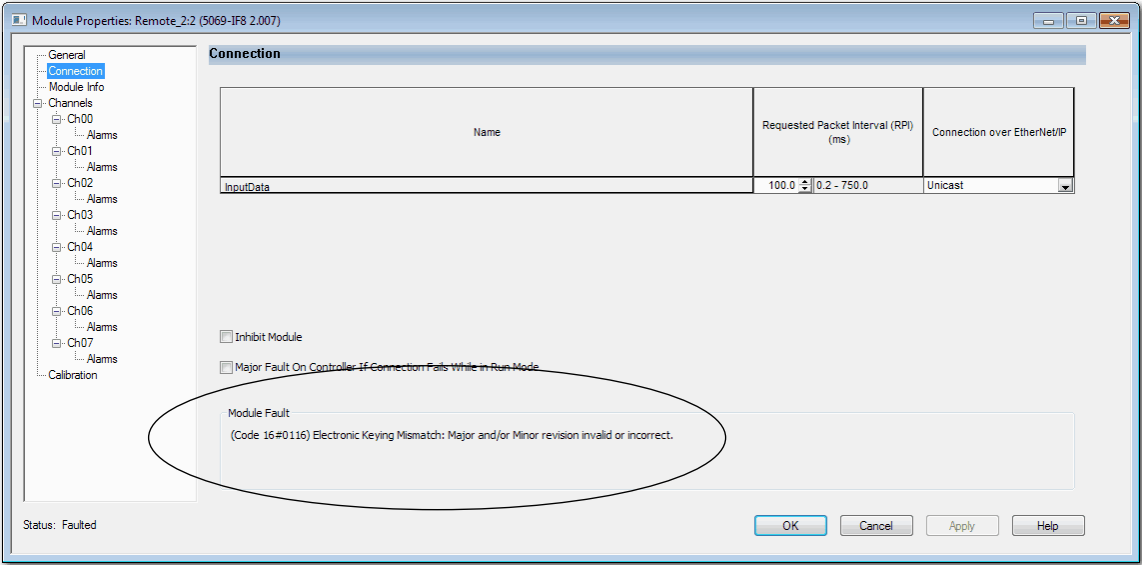 Module Properties: Remote_2:2 (5069-IF8 2.007)
General
Connection
Module Info
Channels
Ch00
Alarms
Ch01
Alarms
Ch02
Alarms
Ch03
Alarms
Ch04
Alarms
Ch05
Alarms
Ch06
Alarms
Ch07
Alarms
Calibration
Connection
Name
Requested Packet Interval (RPI)
(ms)
Connection over EtherNet/IP
InputData
100.0
0.2 - 750.0
Unicast
Inhibit Module
Major Fault On Controller If Connection Fails While in Run Mode
Module Fault
(Code 16#0116) Electronic Keying Mismatch: Major and/or Minor revision invalid or incorrect.
Status: Faulted
OK
Cancel
Apply
Help